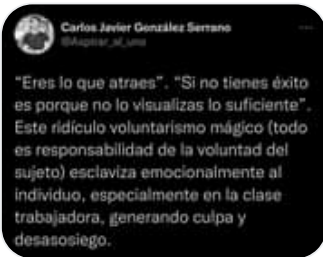 Carlos Javier González Serrano
@Aspirar_al_uno
“Eres lo que atraes”. “Si no tienes éxito
es porque no lo visualizas lo suficiente”.
Este ridículo voluntarismo mágico (todo
es responsabilidad de la voluntad del
sujeto) esclaviza emocionalmente al
individuo, especialmente en la clase
trabajadora, generando culpa y
desasosiego.